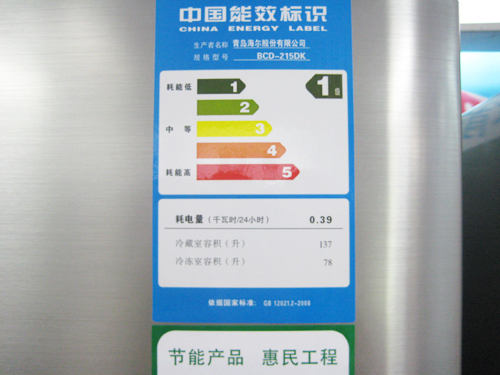 中国能效标识
CHINA ENERGY LABEL
生产者名称 青岛海尔股份有限公司
规格型号 BCD-215DK
耗能低 1 1级
2
中等 3
4
耗能高 5
耗电量（千瓦时/24小时） 0.39
冷藏室容积（升） 137
冷冻室容积（升） 78
依据国家标准： GB 12021.2-2008
节能产品 惠民工程